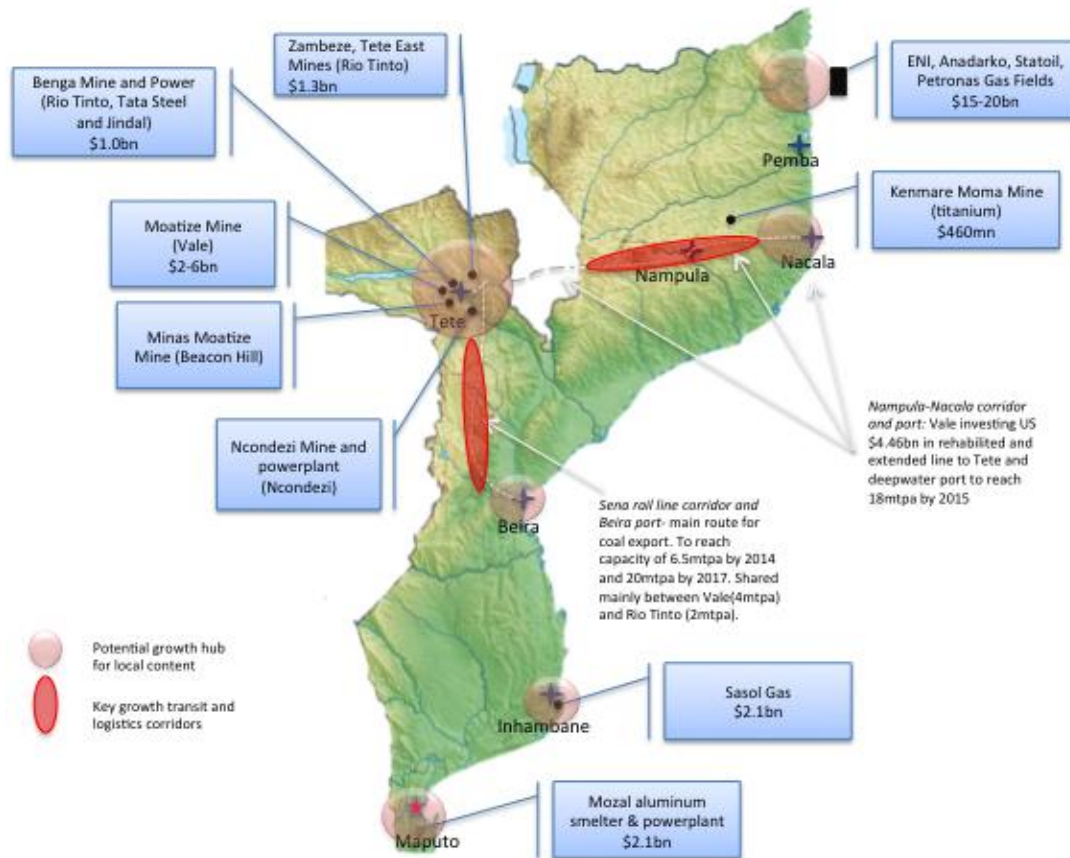 Zambeze, Tete East
Mines (Rio Tinto)
$1.3bn
Benga Mine and Power
(Rio Tinto, Tata Steel
and Jindal)
$1.0bn
ENI, Anadarko, Statoil,
Petronas Gas Fields
$15-20bn
Pemba
Kenmare Moma Mine
(titanium)
$460mn
Moatize Mine
(Vale)
$2-6bn
Nampula
Nacala
Tete
Minas Moatize
Mine (Beacon Hill)
Ncondezi Mine and
powerplant
(Ncondezi)
Nampula-Nacala corridor
and port: Vale investing US
$4.46bn in rehabilited and
extended line to Tete and
deepwater port to reach
18mtpa by 2015
Beira
Sena rail line corridor and
Beira port- main route for
coal export. To reach
capacity of 6.5mtpa by 2014
and 20mtpa by 2017. Shared
mainly between Vale(4mtpa)
and Rio Tinto (2mtpa).
Potential growth hub
for local content
Key growth transit and
logistics corridors
Sasol Gas
$2.1bn
Inhambane
Mozal aluminum
smelter & powerplant
$2.1bn
Maputo